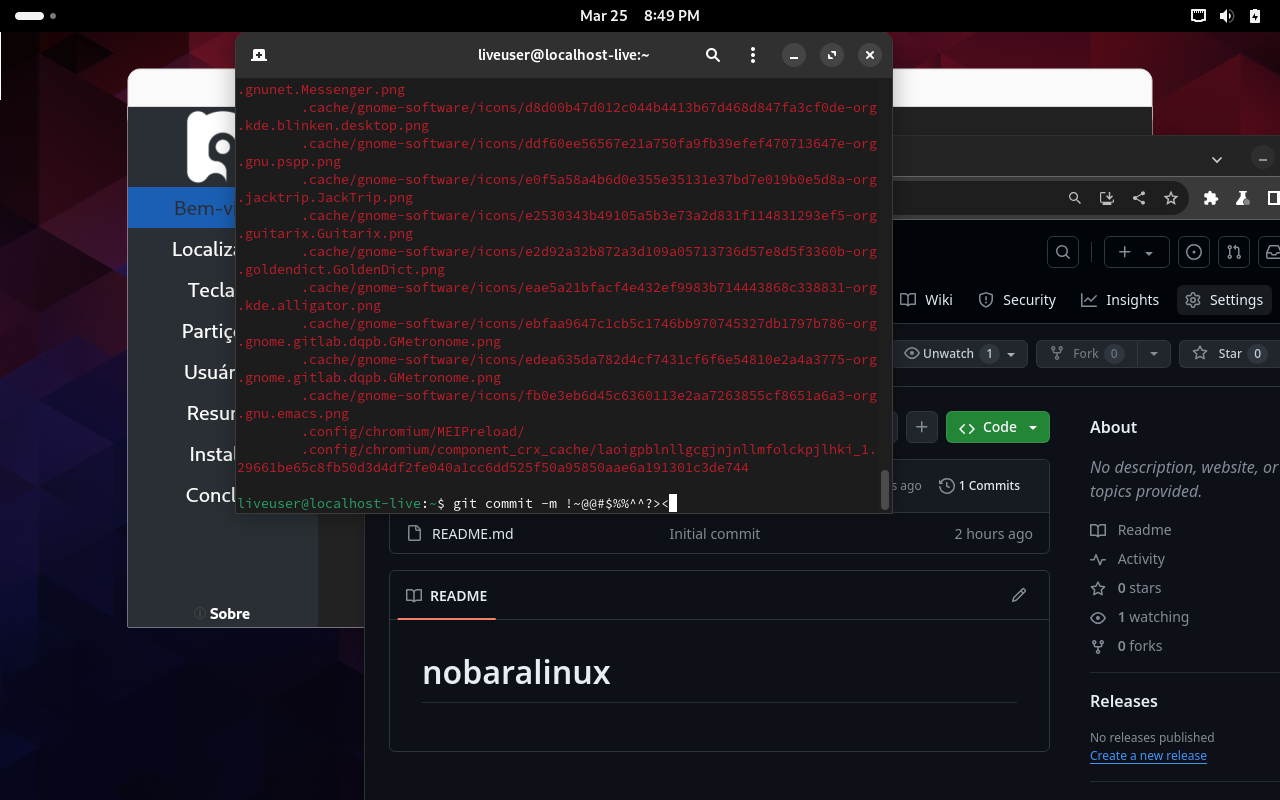 Mar 25 8:49 PM
liveuser@localhost-live:~
.gnunet.Messenger.png
.cache/gnome-software/icons/d8d00b47d012c044b4413b67d468d847fa3cf0de-org
.kde.blinken.desktop.png
.cache/gnome-software/icons/ddf60ee56567e21a750fa9fb39efef470713647e-org
.gnu.pspp.png
.cache/gnome-software/icons/e0f5a58a4b6d0e355e35131e37bd7e019b0e5d8a-org
.jacktrip.JackTrip.png
.cache/gnome-software/icons/e2530343b49105a5b3e73a2d831f114831293ef5-org
.guitarix.Guitarix.png
.cache/gnome-software/icons/e2d92a32b872a3d109a05713736d57e8d5f3360b-org
.goldendict.GoldenDict.png
.cache/gnome-software/icons/eae5a21bfacf4e432ef9983b714443868c338831-org
.kde.alligator.png
.cache/gnome-software/icons/ebfaa9647c1cb5c1746bb970745327db1797b786-org
.gnome.gitlab.dqpb.GMetronome.png
.cache/gnome-software/icons/edea635da782d4cf7431cf6f6e54810e2a4a3775-org
.gnome.gitlab.dqpb.GMetronome.png
.cache/gnome-software/icons/fb0e3eb6d45c6360113e2aa7263855cf8651a6a3-org
.gnu.emacs.png
.config/chromium/MEIPreload/
.config/chromium/component_crx_cache/laoigpblnllgcgjnjnllmfolckpjlhki_1.
29661be65c8fb50d3d4df2fe040a1cc6dd525f50a95850aae6a191301c3de744
liveuser@localhost-live:~$ git commit -m !~@@#$%%^^?><
Bem-v
Localiza
Tecla
Partiç
Usuár
Resu
Insta
Concl
Sobre
Wiki
Security
Insights
Settings
Unwatch 1
Fork 0
Star 0
Code
s ago
1 Commits
README.md
Initial commit
2 hours ago
README
nobaralinux
About
No description, website, or
topics provided.
Readme
Activity
0 stars
1 watching
0 forks
Releases
No releases published
Create a new release